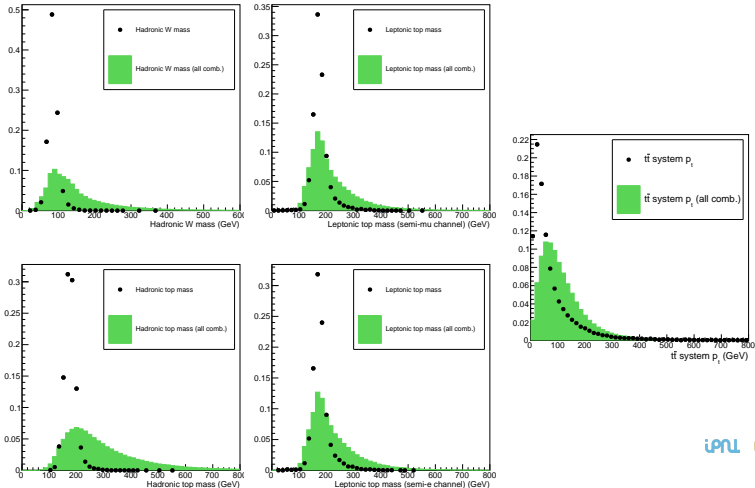 0.5
0.4
0.3
0.2
0.1
Hadronic W mass
Hadronic W mass (all comb.)
0 100 200 300 400 500 600
Hadronic W mass (GeV)
0.35
0.3
0.25
0.2
0.15
0.1
0.05
Leptonic top mass
Leptonic top mass (all comb.)
0 100 200 300 400 500 600 700 800
Leptonic top mass (semi-mu channel) (GeV)
0.22
0.2
0.18
0.16
0.14
0.12
0.1
0.08
0.06
0.04
0.02
tt̄ system pt
tt̄ system pt (all comb.)
0 100 200 300 400 500 600 700 800
tt̄ system pt (GeV)
0.3
0.25
0.2
0.15
0.1
0.05
0
Hadronic top mass
Hadronic top mass (all comb.)
0 100 200 300 400 500 600 700 800
Hadronic top mass (GeV)
0.3
0.25
0.2
0.15
0.1
0.05
0
Leptonic top mass
Leptonic top mass (all comb.)
0 100 200 300 400 500 600 700 800
Leptonic top mass (semi-e channel) (GeV)
ipnl